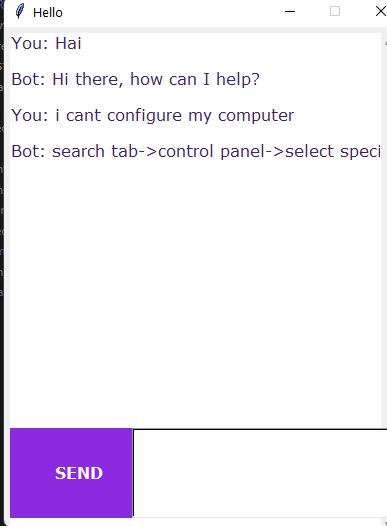 Hello
You: Hai
Bot: Hi there, how can I help?
You: i cant configure my computer
Bot: search tab->control panel->select speci
SEND